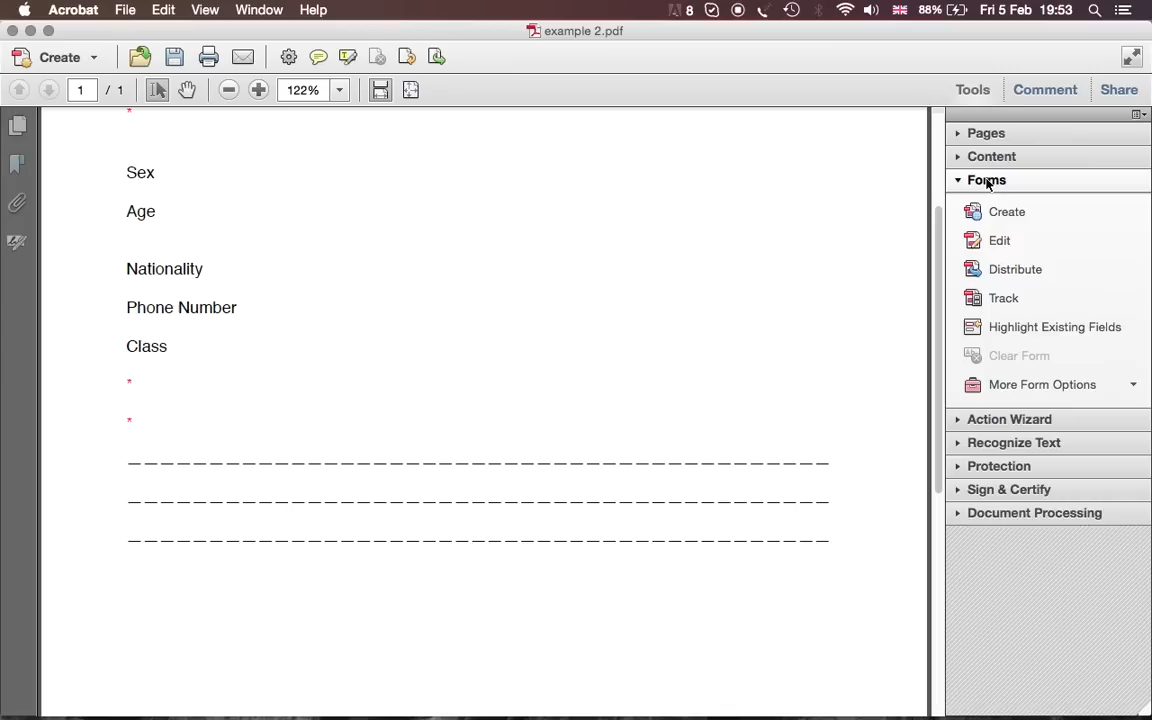 Acrobat File Edit View Window Help 8 88% Fri 5 Feb 19:53
example 2.pdf
Create
1 / 1 122% Tools Comment Share
*
Pages
Content
Forms
Create
Edit
Distribute
Track
Highlight Existing Fields
Clear Form
More Form Options
Action Wizard
Recognize Text
Protection
Sign & Certify
Document Processing
Sex
Age
Nationality
Phone Number
Class
*
*